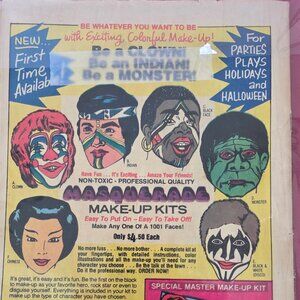 BE WHATEVER YOU WANT TO BE
with Exciting, Colorful Make-Up!
NEW...
First
Time
Available
Be a CLOWN!
Be an INDIAN!
Be a MONSTER!
For
PARTIES
PLAYS
HOLIDAYS
and
HALLOWEEN
#1
CLOWN
INDIAN
BLACK
FACE
MONSTER
Have Fun... It's Exciting... Amaze Your Friends!
NON-TOXIC - PROFESSIONAL QUALITY
MAKE-UP KITS
Easy To Put On - Easy To Take Off!
Make Any One Of A 1001 Faces!
Only $4.58 Each
CHINESE
BLACK &
WHITE
No more fuss... No more bother... A complete kit at
your fingertips, with detailed instructions, color
illustrations and all the make-up you'll need for any
character you choose... Be the talk of the town...
Do it the professional way. ORDER NOW!
It's great, it's easy and it's fun. Be the first on the block
to making-up as your favorite hero, rock star or even to
disguise yourself. Everything is included in your kit to
make up the type of character you have chosen.
SPECIAL MASTER MAKE-UP KIT